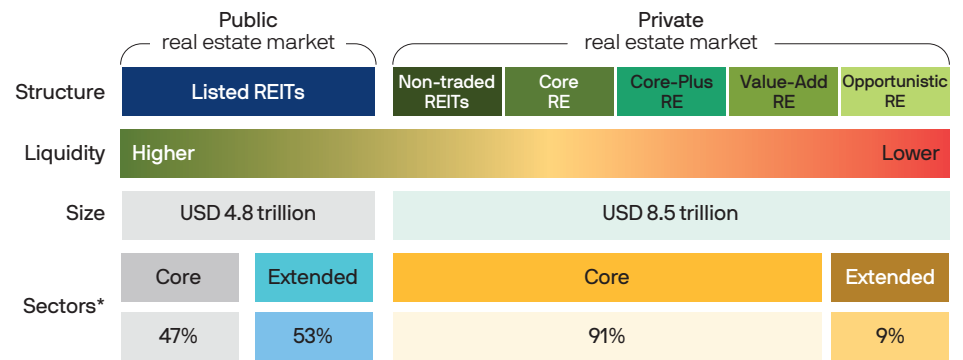 Public
real estate market
Private
real estate market
Structure
Listed REITs
Non-traded
REITs
Core
RE
Core-Plus
RE
Value-Add
RE
Opportunistic
RE
Liquidity
Higher
Lower
Size
USD 4.8 trillion
USD 8.5 trillion
Sectors*
Core
Extended
Core
Extended
47%
53%
91%
9%